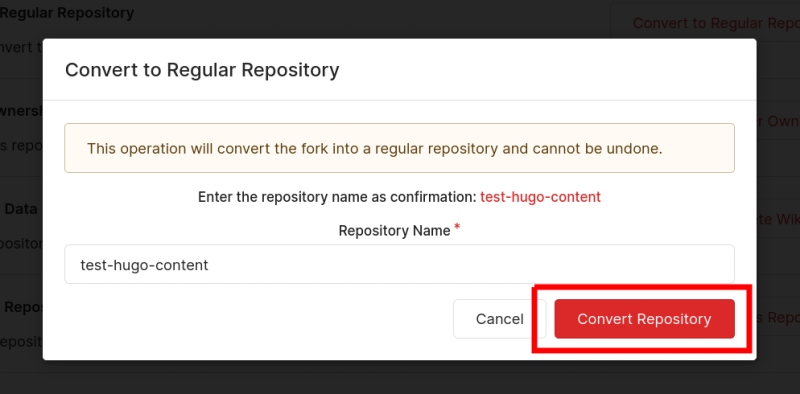 Regular Repository
Convert to Regular Repo
nvert t
Convert to Regular Repository
wnersh
r Own
s repo
This operation will convert the fork into a regular repository and cannot be undone.
Enter the repository name as confirmation: test-hugo-content
Data
te Wik
Repository Name *
positor
test-hugo-content
Repos
Cancel
Convert Repository
s Repo
eposit